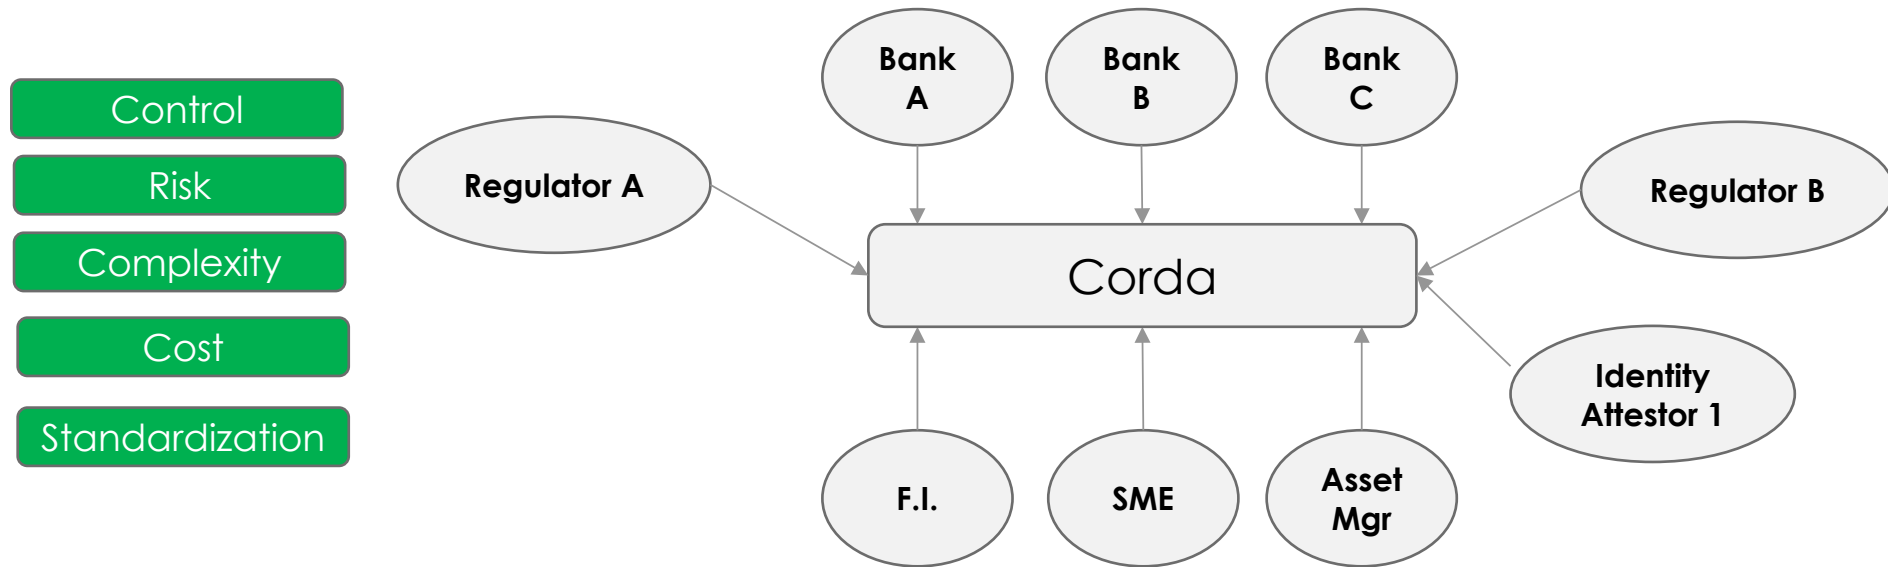 Control
Risk
Complexity
Cost
Standardization
Bank
A
Bank
B
Bank
C
Regulator A
Regulator B
Corda
Identity
Attestor 1
F.I.
SME
Asset
Mgr